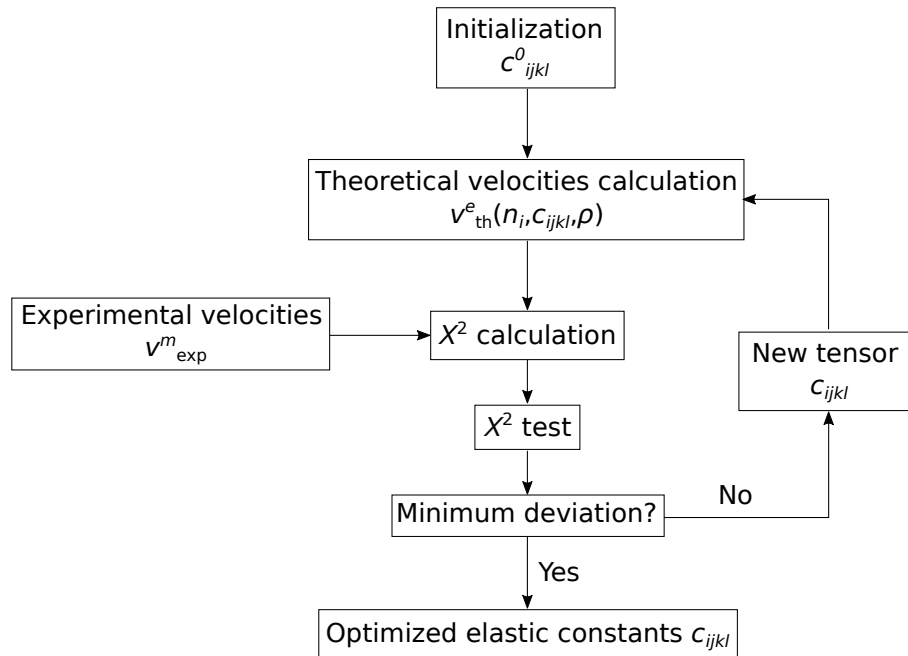 Initialization
c⁰ijkl
Theoretical velocities calculation
vᵉth(nᵢ,cijkl,ρ)
Experimental velocities
vᵐexp
X² calculation
New tensor
cijkl
X² test
No
Minimum deviation?
Yes
Optimized elastic constants cijkl